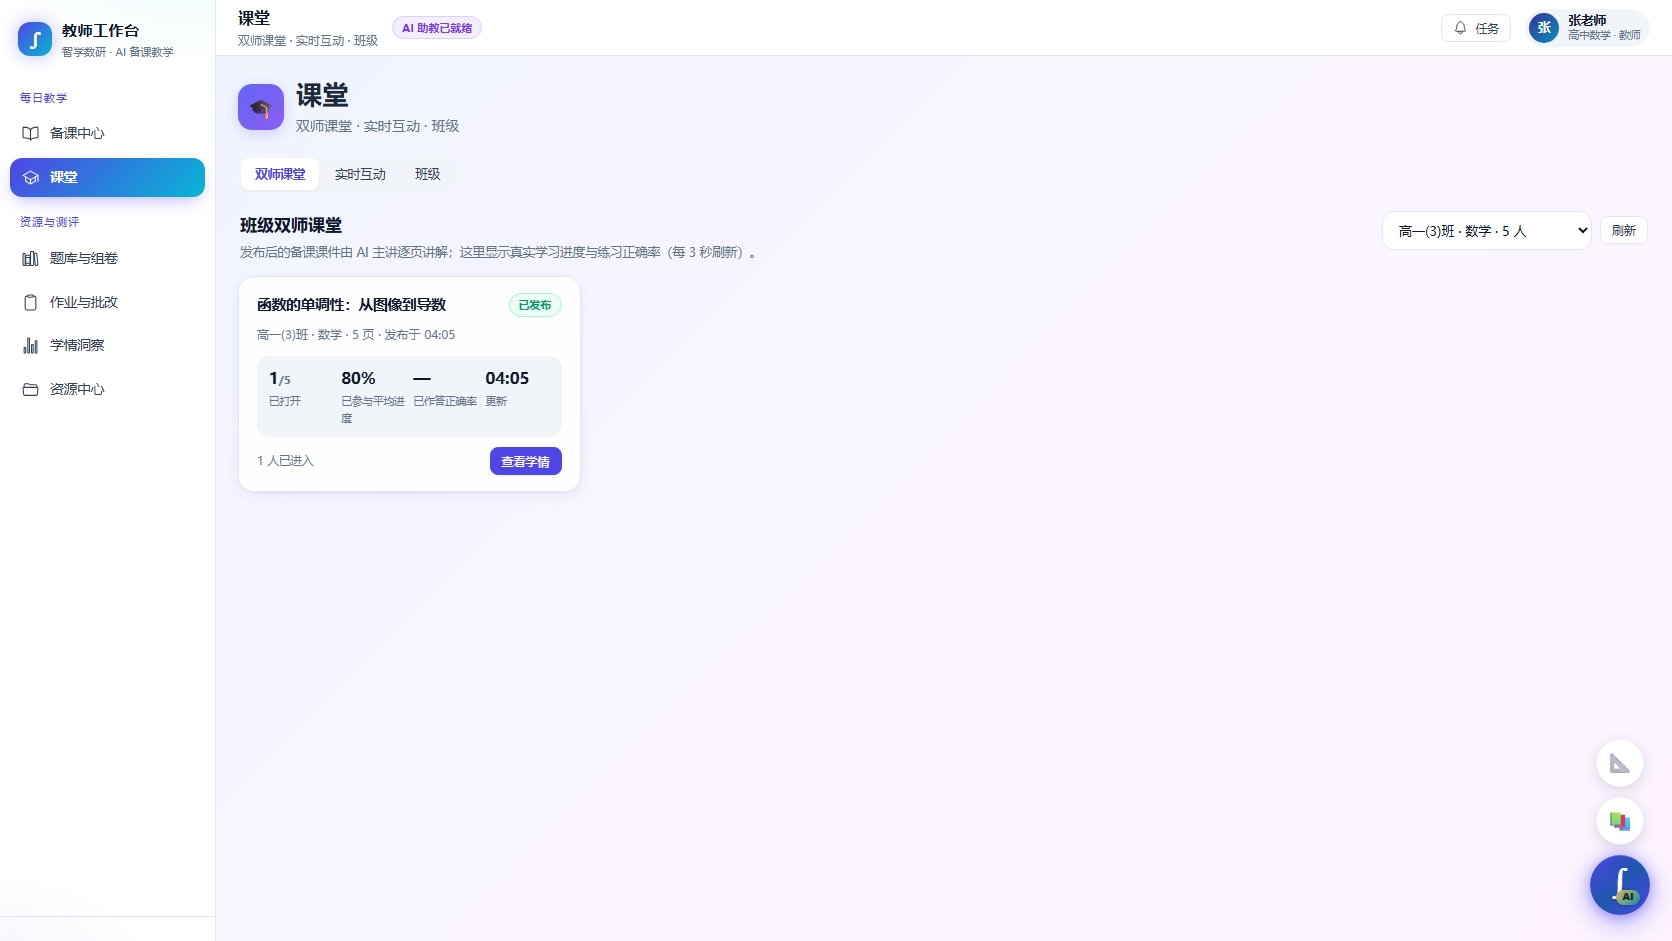 教师工作台
智学数研 · AI 备课教学
每日教学
备课中心
课堂
资源与测评
题库与组卷
作业与批改
学情洞察
资源中心
课堂
双师课堂 · 实时互动 · 班级
AI 助教已就绪
任务
张
张老师
高中数学 · 教师
课堂
双师课堂 · 实时互动 · 班级
双师课堂
实时互动
班级
班级双师课堂
发布后的备课课件由 AI 主讲逐页讲解；这里显示真实学习进度与练习正确率（每 3 秒刷新）。
高一(3)班 · 数学 · 5 人
刷新
函数的单调性：从图像到导数
已发布
高一(3)班 · 数学 · 5 页 · 发布于 04:05
1/5
已打开
80%
已参与平均进
度
—
已作答正确率
04:05
更新
1 人已进入
查看学情
∫
AI